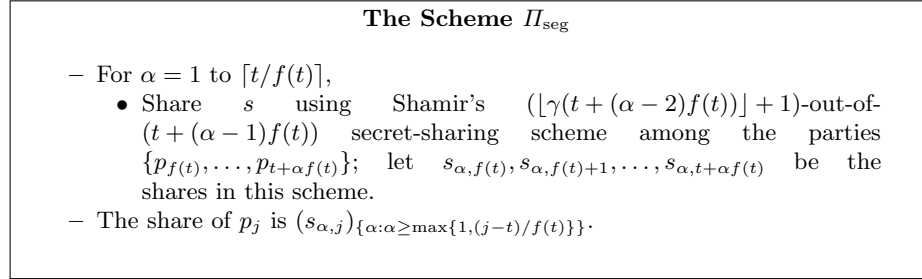 The Scheme Π_seg
– For α = 1 to ⌈t/f(t)⌉,
• Share s using Shamir's (⌊γ(t + (α − 2)f(t))⌋ + 1)-out-of-
(t + (α − 1)f(t)) secret-sharing scheme among the parties
{p_{f(t)}, . . . , p_{t+αf(t)}}; let s_{α,f(t)}, s_{α,f(t)+1}, . . . , s_{α,t+αf(t)} be the
shares in this scheme.
– The share of p_j is (s_{α,j})_{{α:α≥max{1,(j−t)/f(t)}}}.